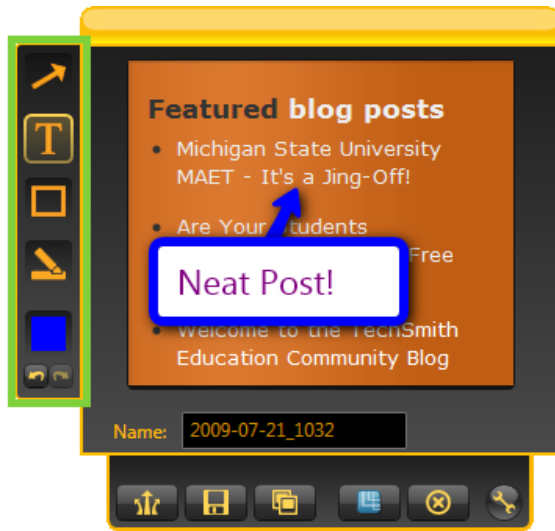 Featured blog posts
• Michigan State University
MAET - It's a Jing-Off!
• Are Your Students
Free
Neat Post!
• Welcome to the TechSmith
Education Community Blog
T
Name: 2009-07-21_1032